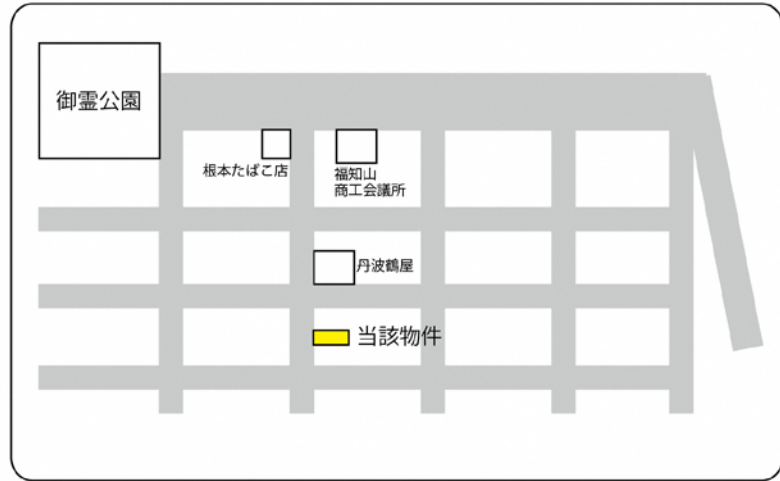 御霊公園
根本たばこ店
福知山
商工会議所
丹波鶴屋
当該物件